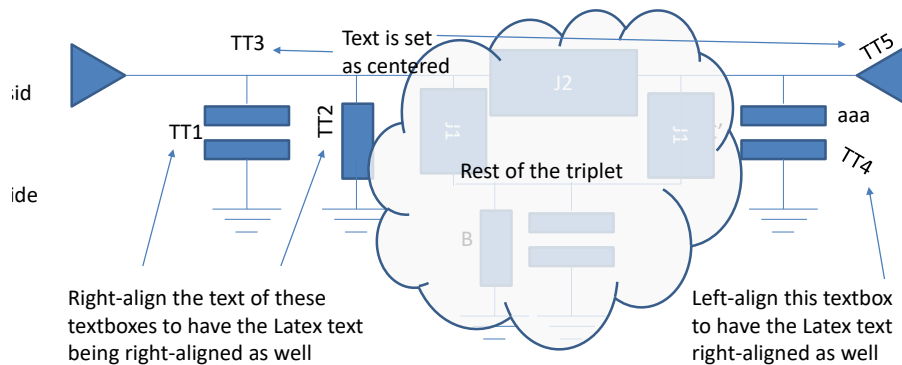 TT3
Text is set
as centered
TT5
J2
sid
TT1
TT2
J1
J1
aaa
TT4
Rest of the triplet
ide
B
Right-align the text of these
textboxes to have the Latex text
being right-aligned as well
Left-align this textbox
to have the Latex text
right-aligned as well